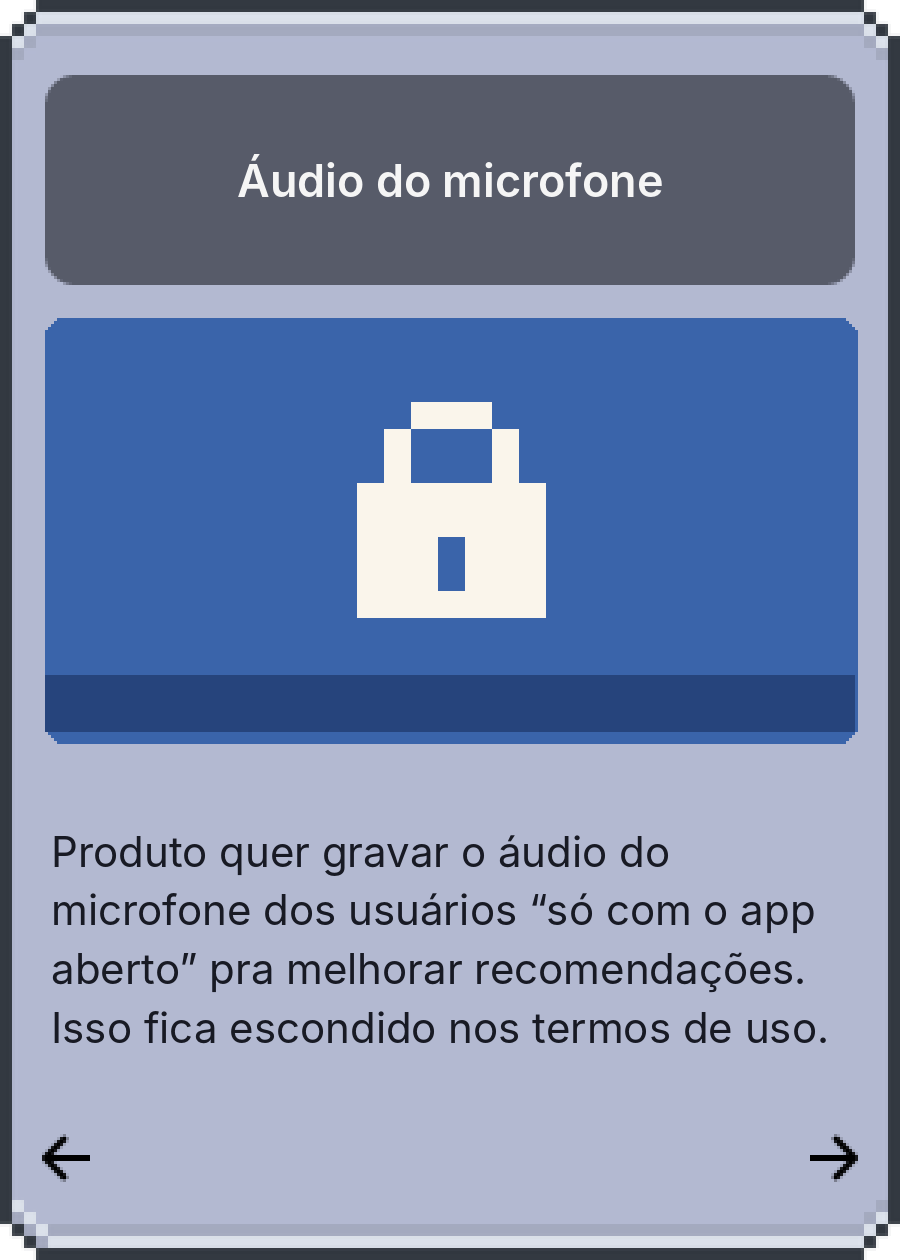 Áudio do microfone
Produto quer gravar o áudio do
microfone dos usuários “só com o app
aberto” pra melhorar recomendações.
Isso fica escondido nos termos de uso.